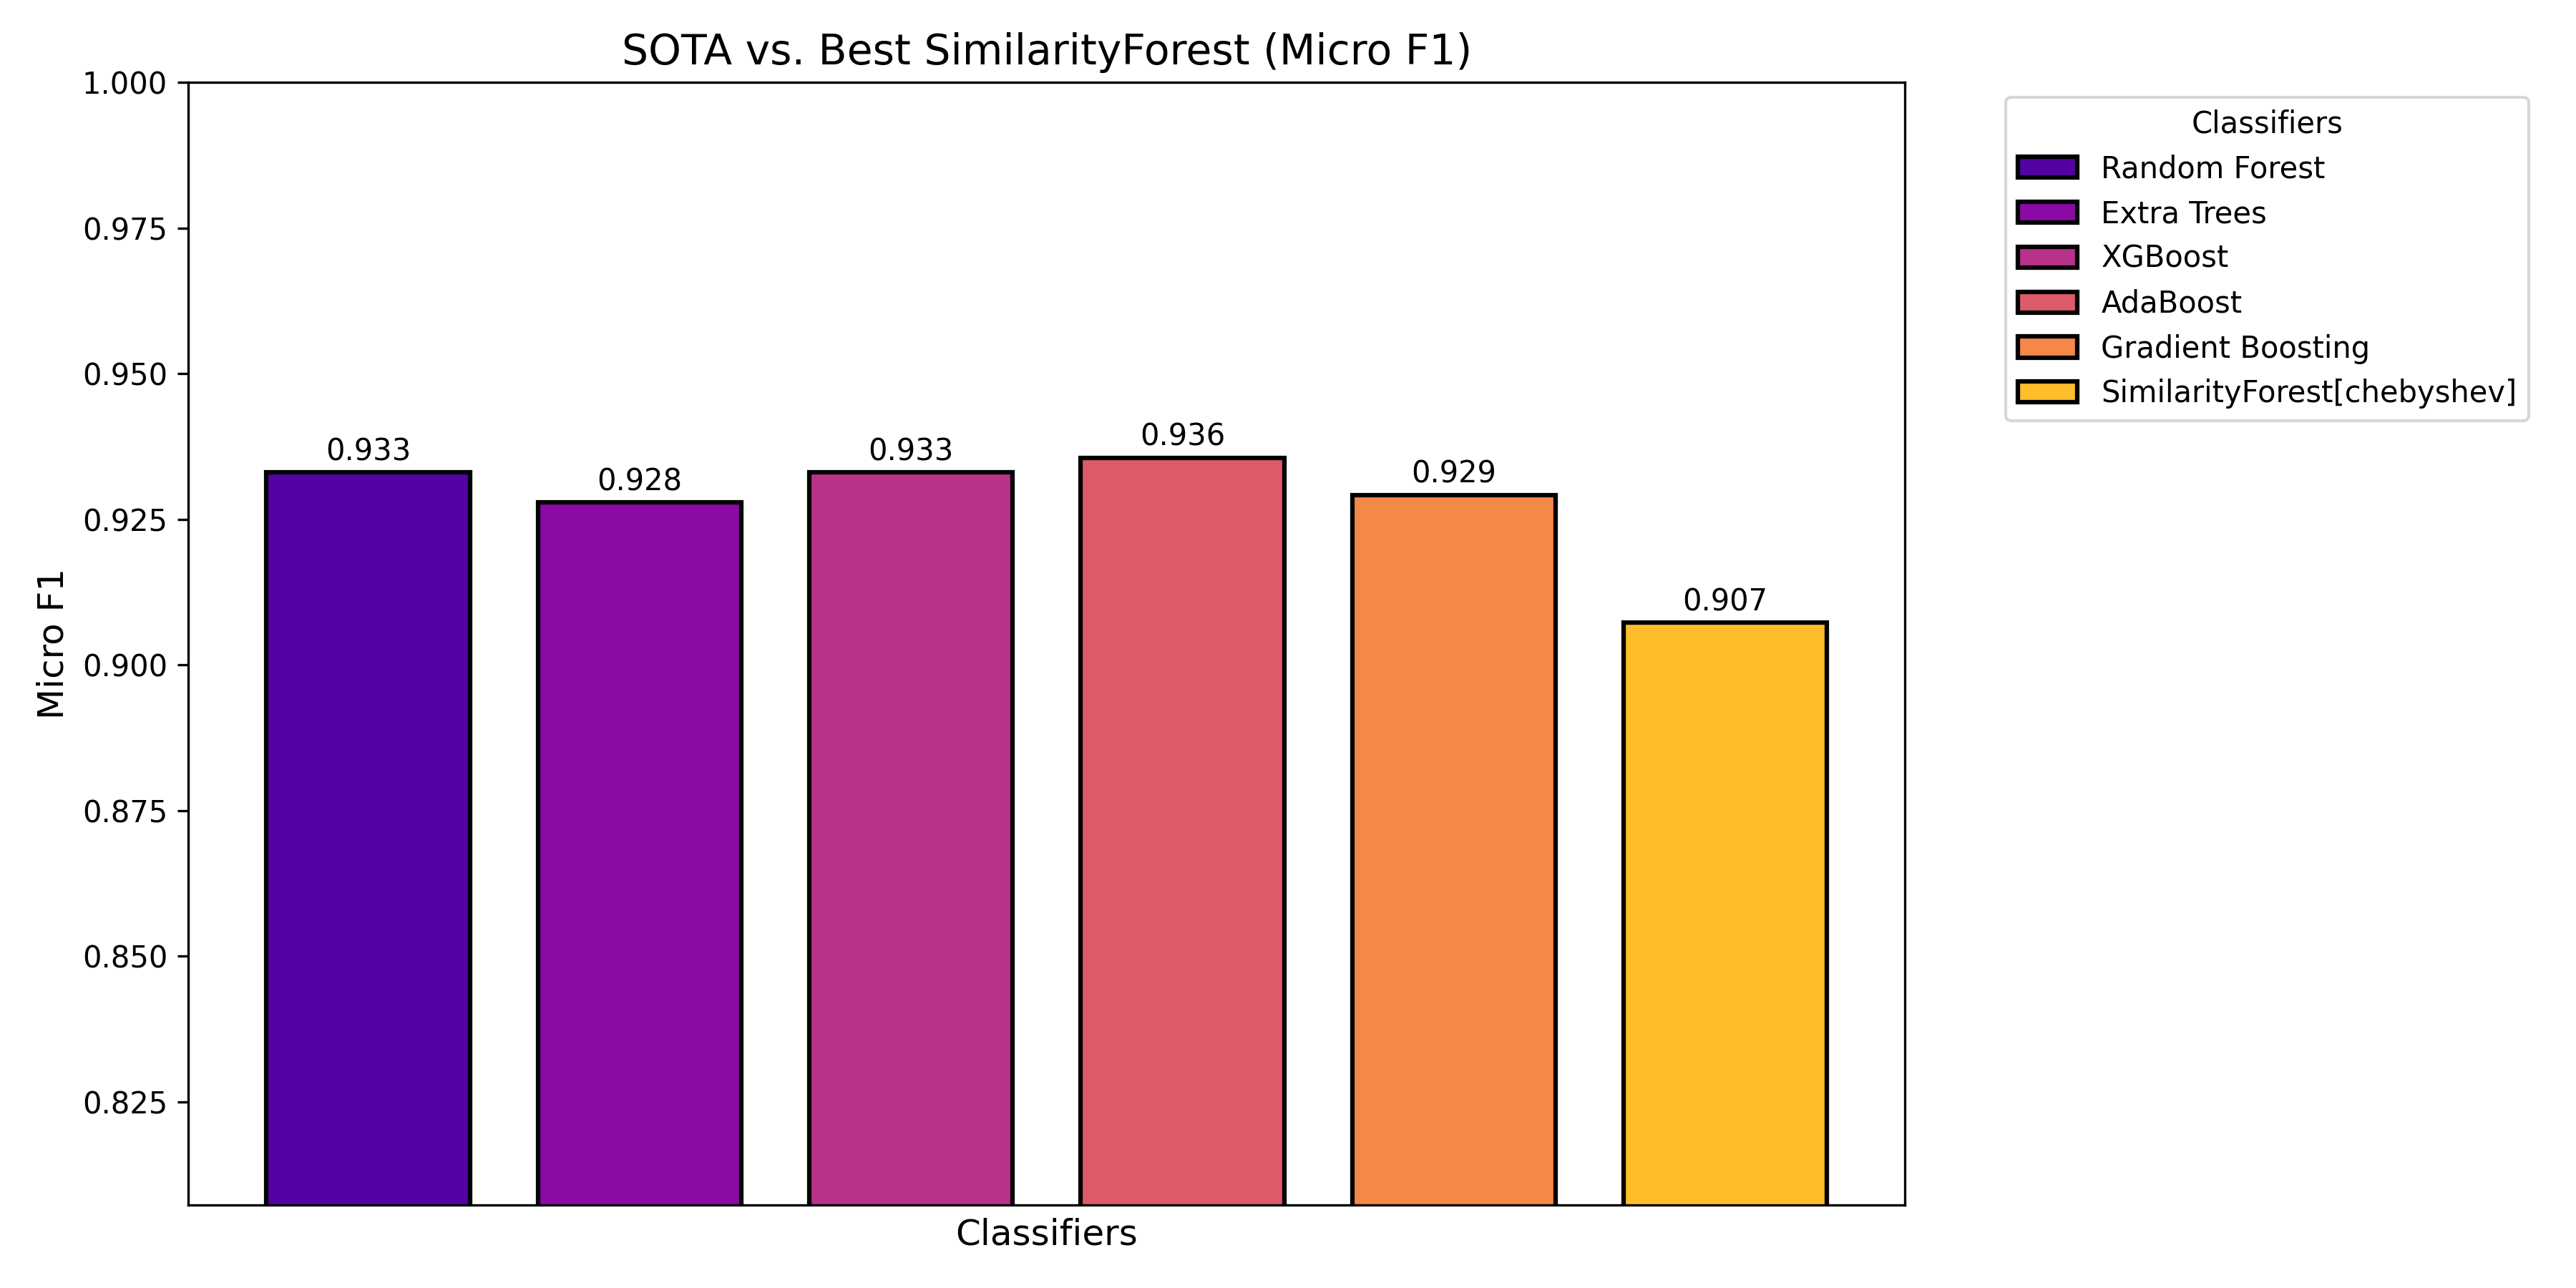 SOTA vs. Best SimilarityForest (Micro F1)
1.000
0.975
0.950
0.925
0.900
0.875
0.850
0.825
Micro F1
0.933
0.928
0.933
0.936
0.929
0.907
Classifiers
Classifiers
Random Forest
Extra Trees
XGBoost
AdaBoost
Gradient Boosting
SimilarityForest[chebyshev]